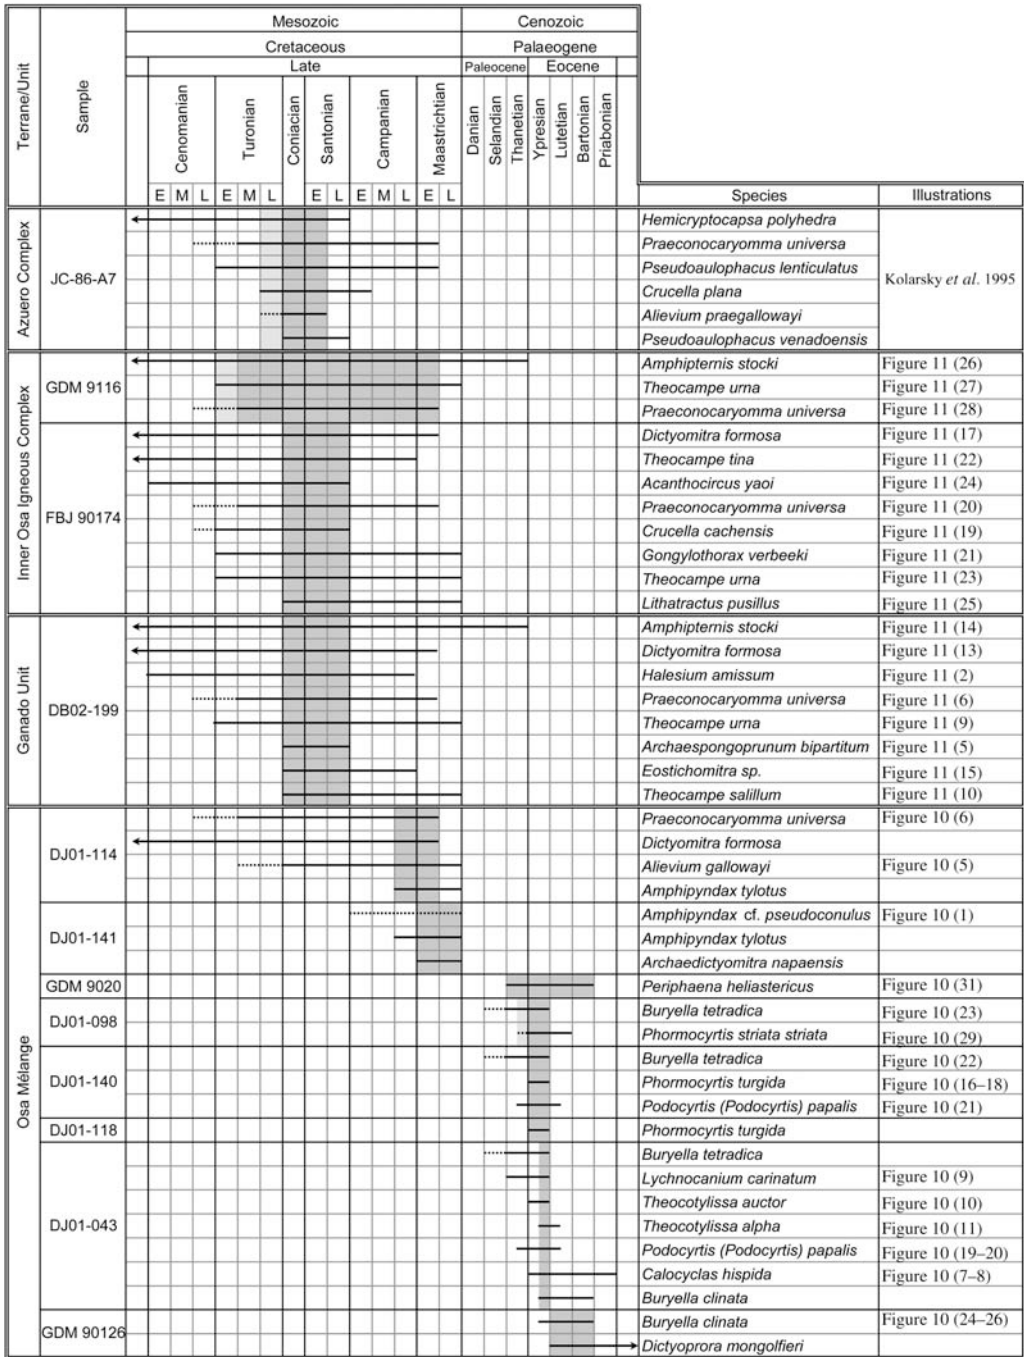 Mesozoic Cenozoic
Cretaceous Palaeogene
Late Paleocene Eocene
Terrane/Unit Sample Cenomanian Turonian Coniacian Santonian Campanian Maastrichtian Danian Selandian Thanetian Ypresian Lutetian Bartonian Priabonian
E M L E M L E L E M L E L Species Illustrations
Azuero Complex
JC-86-A7
Hemicryptocapsa polyhedra
Praeconocaryomma universa
Pseudoaulophacus lenticulatus
Kolarsky et al. 1995
Crucella plana
Alievium praegallowayi
Pseudoaulophacus venadoensis
Inner Osa Igneous Complex
GDM 9116
Amphipternis stocki Figure 11 (26)
Theocampe urna Figure 11 (27)
Praeconocaryomma universa Figure 11 (28)
FBJ 90174
Dictyomitra formosa Figure 11 (17)
Theocampe tina Figure 11 (22)
Acanthocircus yaoi Figure 11 (24)
Praeconocaryomma universa Figure 11 (20)
Crucella cachensis Figure 11 (19)
Gongylothorax verbeeki Figure 11 (21)
Theocampe urna Figure 11 (23)
Lithatractus pusillus Figure 11 (25)
Ganado Unit
DB02-199
Amphipternis stocki Figure 11 (14)
Dictyomitra formosa Figure 11 (13)
Halesium amissum Figure 11 (2)
Praeconocaryomma universa Figure 11 (6)
Theocampe urna Figure 11 (9)
Archaespongoprunum bipartitum Figure 11 (5)
Eostichomitra sp. Figure 11 (15)
Theocampe salillum Figure 11 (10)
Osa Mélange
DJ01-114
Praeconocaryomma universa Figure 10 (6)
Dictyomitra formosa
Alievium gallowayi Figure 10 (5)
Amphipyndax tylotus
DJ01-141
Amphipyndax cf. pseudoconulus Figure 10 (1)
Amphipyndax tylotus
Archaedictyomitra napaensis
GDM 9020
Periphaena heliastericus Figure 10 (31)
DJ01-098
Buryella tetradica Figure 10 (23)
Phormocyrtis striata striata Figure 10 (29)
DJ01-140
Buryella tetradica Figure 10 (22)
Phormocyrtis turgida Figure 10 (16–18)
Podocyrtis (Podocyrtis) papalis Figure 10 (21)
DJ01-118
Phormocyrtis turgida
DJ01-043
Buryella tetradica
Lychnocanium carinatum Figure 10 (9)
Theocotylissa auctor Figure 10 (10)
Theocotylissa alpha Figure 10 (11)
Podocyrtis (Podocyrtis) papalis Figure 10 (19–20)
Calocyclas hispida Figure 10 (7–8)
Buryella clinata
GDM 90126
Buryella clinata Figure 10 (24–26)
Dictyoprora mongolfieri